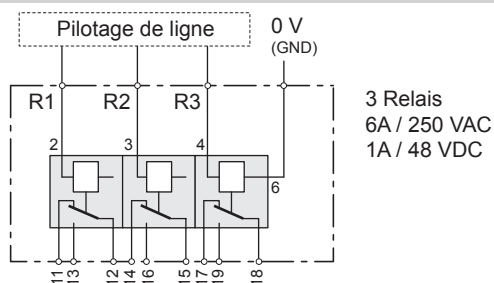 Pilotage de ligne
0 V
(GND)
R1
R2
R3
3 Relais
6A / 250 VAC
1A / 48 VDC
2
3
4
6
11
13
12
14
16
15
17
19
18